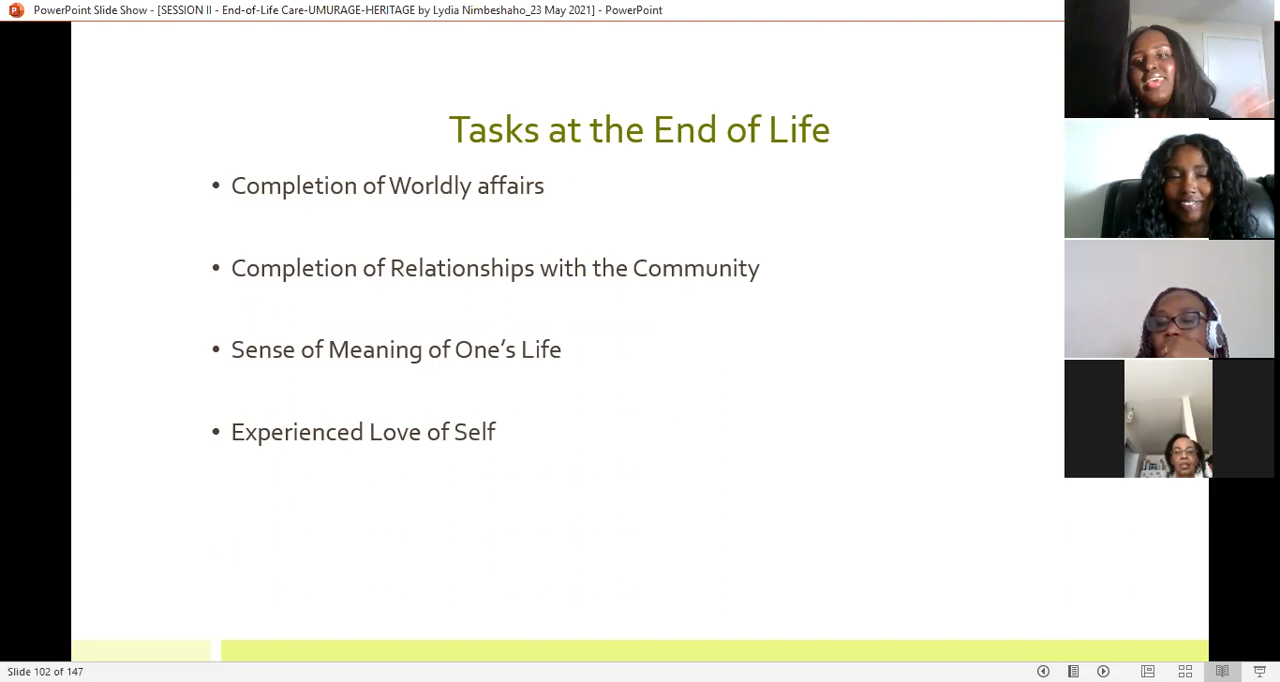 PowerPoint Slide Show - [SESSION II - End-of-Life Care-UMURAGE-HERITAGE by Lydia Nimbeshaho_23 May 2021] - PowerPoint
Tasks at the End of Life
• Completion of Worldly affairs
• Completion of Relationships with the Community
• Sense of Meaning of One’s Life
• Experienced Love of Self
Slide 102 of 147